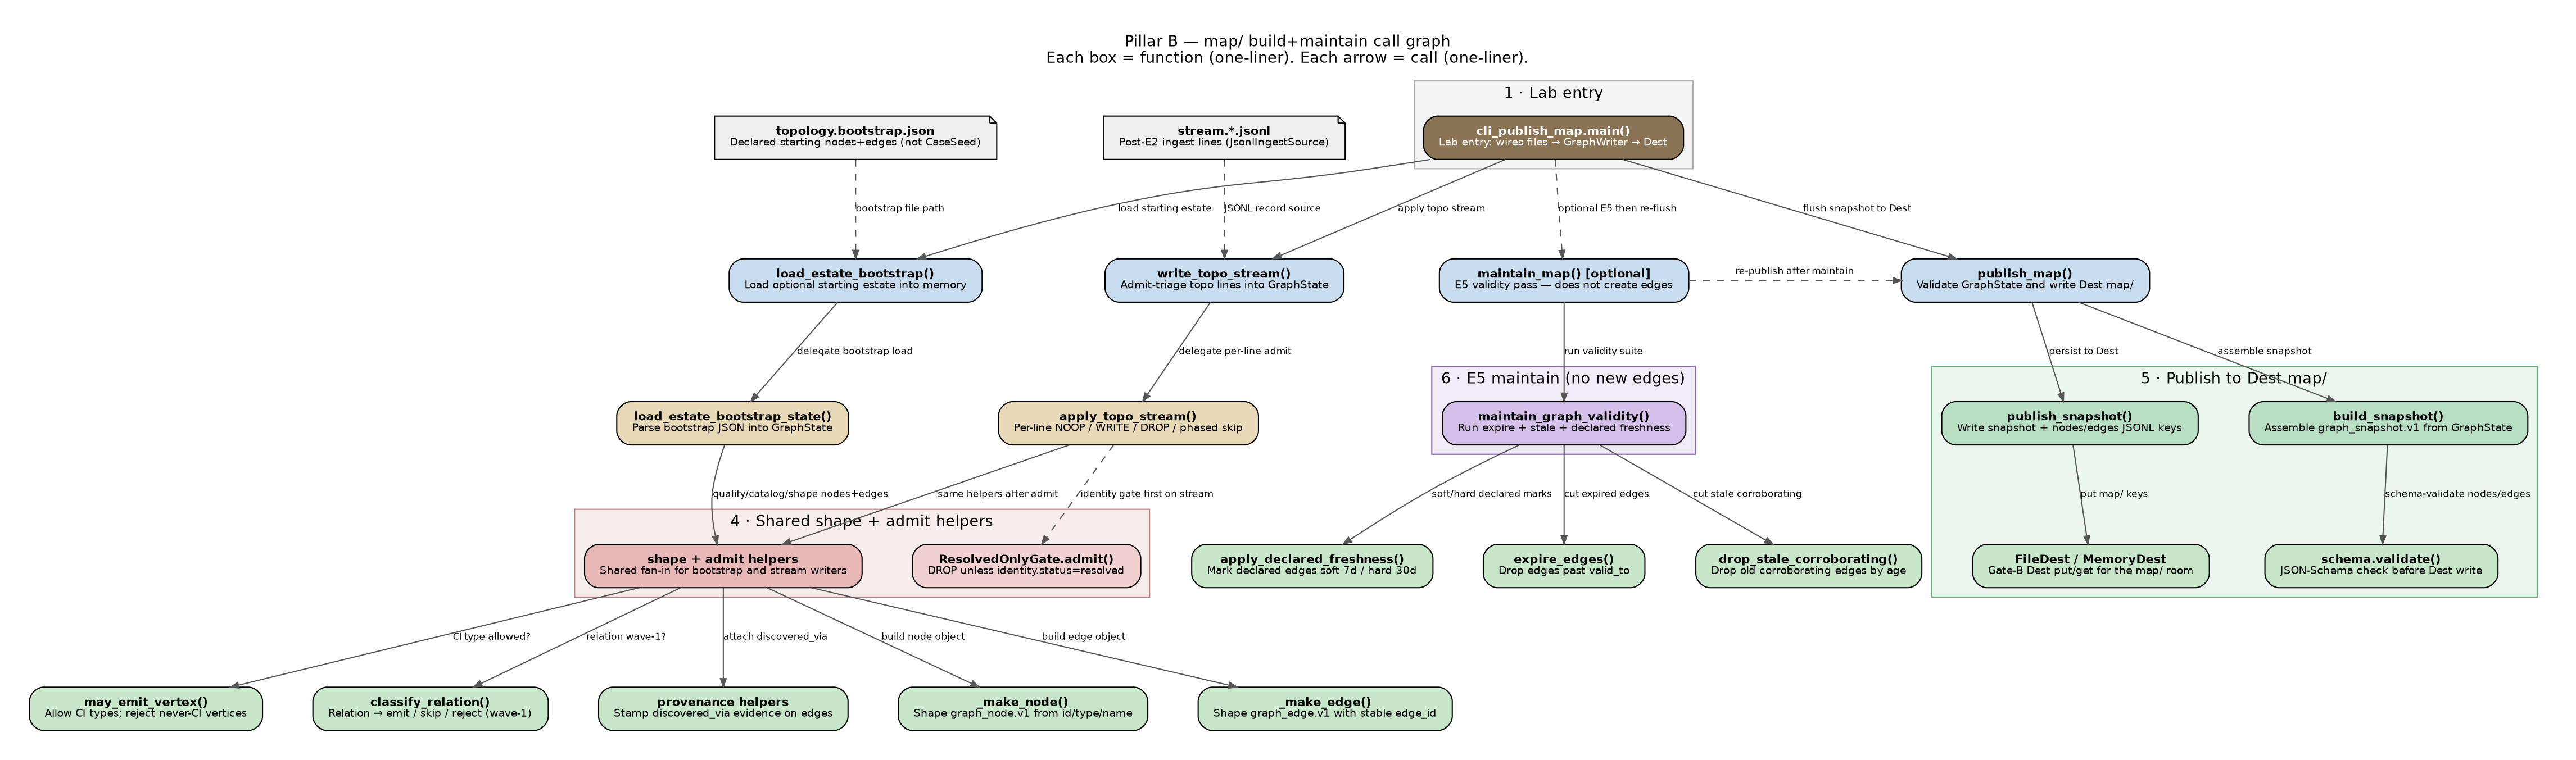 Pillar B — map/ build+maintain call graph
Each box = function (one-liner). Each arrow = call (one-liner).
1 · Lab entry
topology.bootstrap.json
Declared starting nodes+edges (not CaseSeed)
stream.*.jsonl
Post-E2 ingest lines (JsonlIngestSource)
cli_publish_map.main()
Lab entry: wires files → GraphWriter → Dest
bootstrap file path
load starting estate
JSONL record source
apply topo stream
optional E5 then re-flush
flush snapshot to Dest
load_estate_bootstrap()
Load optional starting estate into memory
write_topo_stream()
Admit-triage topo lines into GraphState
maintain_map() [optional]
E5 validity pass — does not create edges
re-publish after maintain
publish_map()
Validate GraphState and write Dest map/
delegate bootstrap load
delegate per-line admit
run validity suite
persist to Dest
assemble snapshot
6 · E5 maintain (no new edges)
5 · Publish to Dest map/
load_estate_bootstrap_state()
Parse bootstrap JSON into GraphState
apply_topo_stream()
Per-line NOOP / WRITE / DROP / phased skip
maintain_graph_validity()
Run expire + stale + declared freshness
publish_snapshot()
Write snapshot + nodes/edges JSONL keys
build_snapshot()
Assemble graph_snapshot.v1 from GraphState
qualify/catalog/shape nodes+edges
same helpers after admit
identity gate first on stream
soft/hard declared marks
cut expired edges
cut stale corroborating
put map/ keys
schema-validate nodes/edges
4 · Shared shape + admit helpers
shape + admit helpers
Shared fan-in for bootstrap and stream writers
ResolvedOnlyGate.admit()
DROP unless identity.status=resolved
apply_declared_freshness()
Mark declared edges soft 7d / hard 30d
expire_edges()
Drop edges past valid_to
drop_stale_corroborating()
Drop old corroborating edges by age
FileDest / MemoryDest
Gate-B Dest put/get for the map/ room
schema.validate()
JSON-Schema check before Dest write
CI type allowed?
relation wave-1?
attach discovered_via
build node object
build edge object
may_emit_vertex()
Allow CI types; reject never-CI vertices
classify_relation()
Relation → emit / skip / reject (wave-1)
provenance helpers
Stamp discovered_via evidence on edges
_make_node()
Shape graph_node.v1 from id/type/name
_make_edge()
Shape graph_edge.v1 with stable edge_id